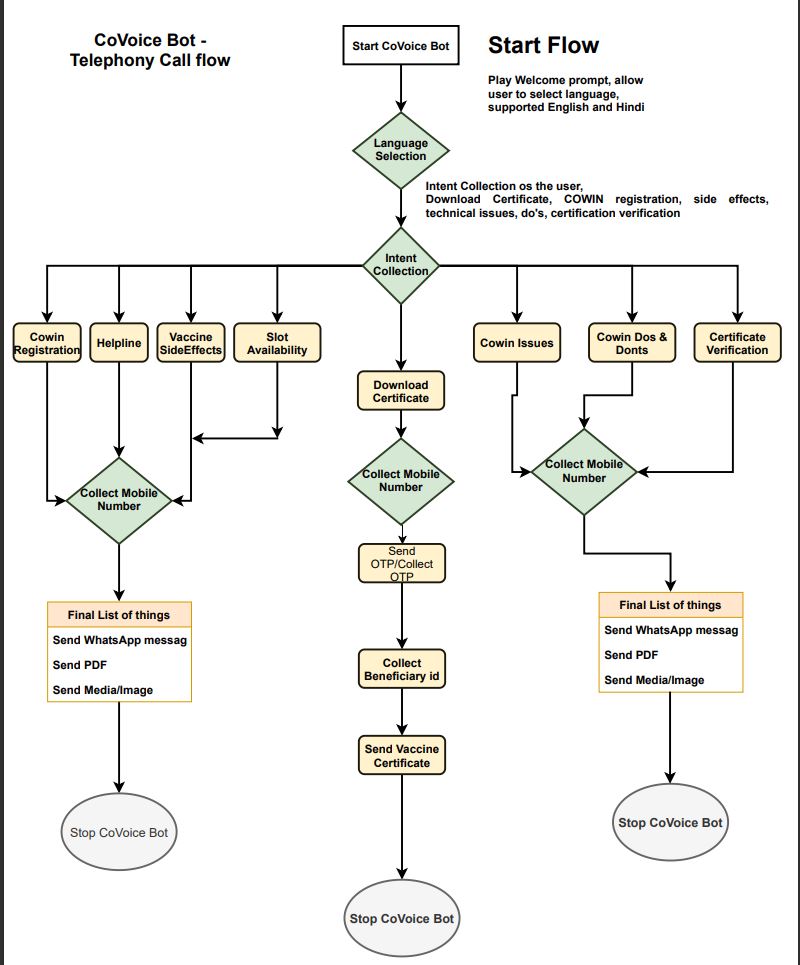 CoVoice Bot -
Telephony Call flow
Start CoVoice Bot
Start Flow
Play Welcome prompt, allow
user to select language,
supported English and Hindi
Language
Selection
Intent Collection os the user,
Download Certificate, COWIN registration, side effects,
technical issues, do's, certification verification
Intent
Collection
Cowin
Registration
Helpline
Vaccine
SideEffects
Slot
Availability
Cowin Issues
Cowin Dos &
Donts
Certificate
Verification
Download
Certificate
Collect Mobile
Number
Collect Mobile
Number
Collect Mobile
Number
Send
OTP/Collect
OTP
Final List of things
Send WhatsApp messag
Send PDF
Send Media/Image
Final List of things
Send WhatsApp messag
Send PDF
Send Media/Image
Collect
Beneficiary id
Send Vaccine
Certificate
Stop CoVoice Bot
Stop CoVoice Bot
Stop CoVoice Bot